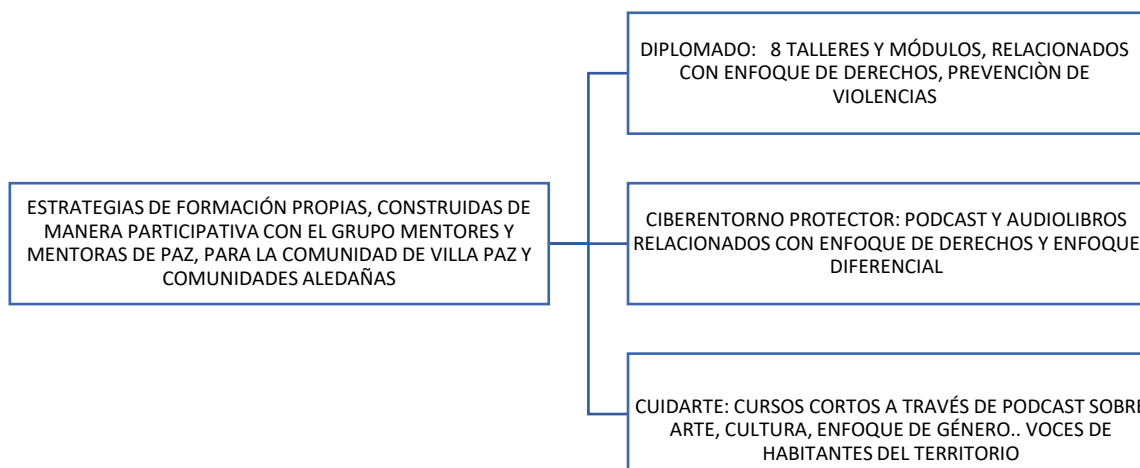 DIPLOMADO: 8 TALLERES Y MÓDULOS, RELACIONADOS
CON ENFOQUE DE DERECHOS, PREVENCIÒN DE
VIOLENCIAS
ESTRATEGIAS DE FORMACIÓN PROPIAS, CONSTRUIDAS DE
MANERA PARTICIPATIVA CON EL GRUPO MENTORES Y
MENTORAS DE PAZ, PARA LA COMUNIDAD DE VILLA PAZ Y
COMUNIDADES ALEDAÑAS
CIBERENTORNO PROTECTOR: PODCAST Y AUDIOLIBROS
RELACIONADOS CON ENFOQUE DE DERECHOS Y ENFOQUE
DIFERENCIAL
CUIDARTE: CURSOS CORTOS A TRAVÉS DE PODCAST SOBRE
ARTE, CULTURA, ENFOQUE DE GÉNERO.. VOCES DE
HABITANTES DEL TERRITORIO